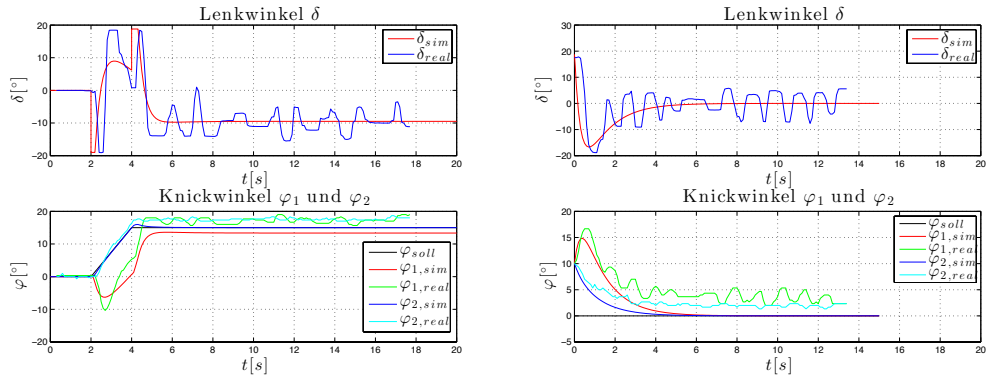 Lenkwinkel δ
20
10
0
−10
−20
δ[°]
δsim
δreal
0 2 4 6 8 10 12 14 16 18 20
t[s]
Knickwinkel φ1 und φ2
20
10
0
−10
φ[°]
φsoll
φ1,sim
φ1,real
φ2,sim
φ2,real
0 2 4 6 8 10 12 14 16 18 20
t[s]
Lenkwinkel δ
30
20
10
0
−10
−20
δ[°]
δsim
δreal
0 2 4 6 8 10 12 14 16 18 20
t[s]
Knickwinkel φ1 und φ2
20
15
10
5
0
−5
φ[°]
φsoll
φ1,sim
φ1,real
φ2,sim
φ2,real
0 2 4 6 8 10 12 14 16 18 20
t[s]